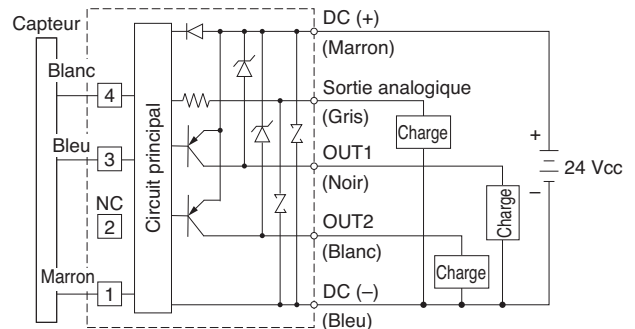 Capteur
Blanc
4
Bleu
3
NC
2
Marron
1
Circuit principal
DC (+)
(Marron)
Sortie analogique
(Gris)
Charge
OUT1
(Noir)
Charge
OUT2
(Blanc)
Charge
DC (–)
(Bleu)
+
24 Vcc
–